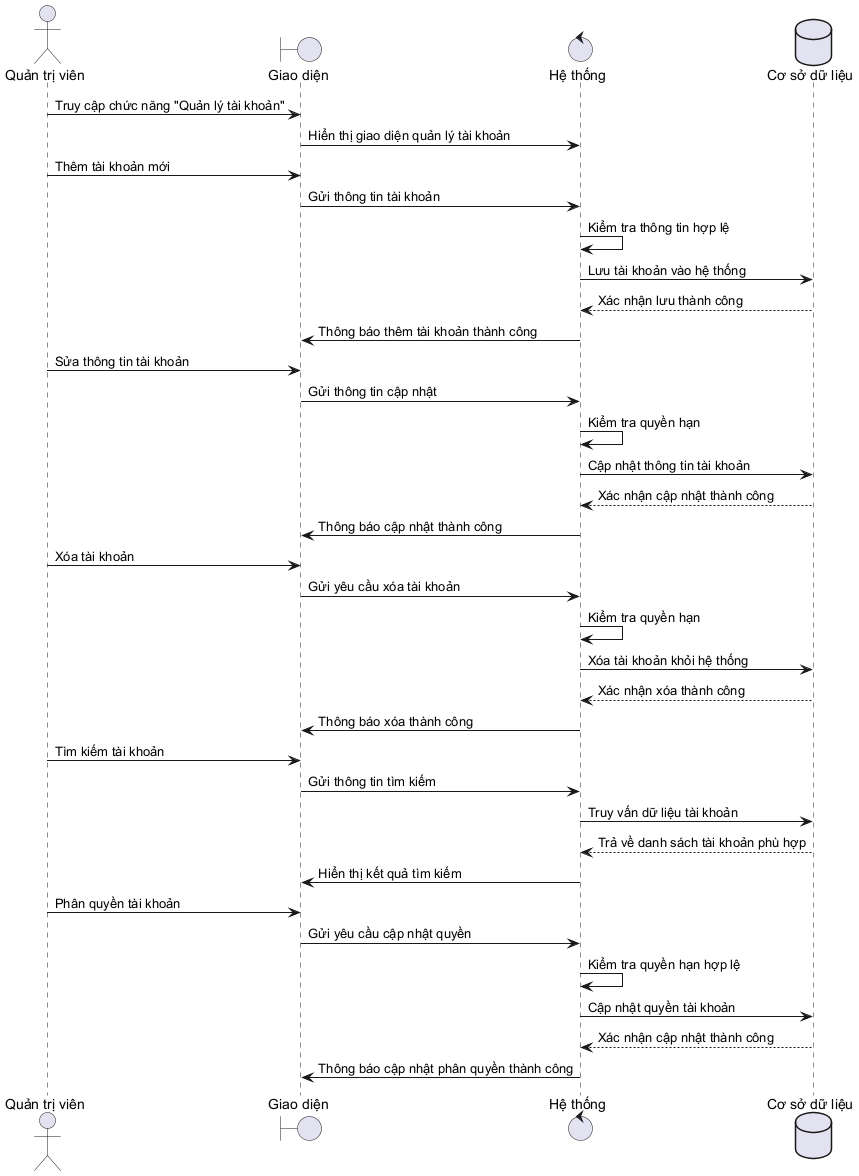 Quản trị viên
Giao diện
Hệ thống
Cơ sở dữ liệu
Truy cập chức năng "Quản lý tài khoản"
Hiển thị giao diện quản lý tài khoản
Thêm tài khoản mới
Gửi thông tin tài khoản
Kiểm tra thông tin hợp lệ
Lưu tài khoản vào hệ thống
Xác nhận lưu thành công
Thông báo thêm tài khoản thành công
Sửa thông tin tài khoản
Gửi thông tin cập nhật
Kiểm tra quyền hạn
Cập nhật thông tin tài khoản
Xác nhận cập nhật thành công
Thông báo cập nhật thành công
Xóa tài khoản
Gửi yêu cầu xóa tài khoản
Kiểm tra quyền hạn
Xóa tài khoản khỏi hệ thống
Xác nhận xóa thành công
Thông báo xóa thành công
Tìm kiếm tài khoản
Gửi thông tin tìm kiếm
Truy vấn dữ liệu tài khoản
Trả về danh sách tài khoản phù hợp
Hiển thị kết quả tìm kiếm
Phân quyền tài khoản
Gửi yêu cầu cập nhật quyền
Kiểm tra quyền hạn hợp lệ
Cập nhật quyền tài khoản
Xác nhận cập nhật thành công
Thông báo cập nhật phân quyền thành công
Quản trị viên
Giao diện
Hệ thống
Cơ sở dữ liệu